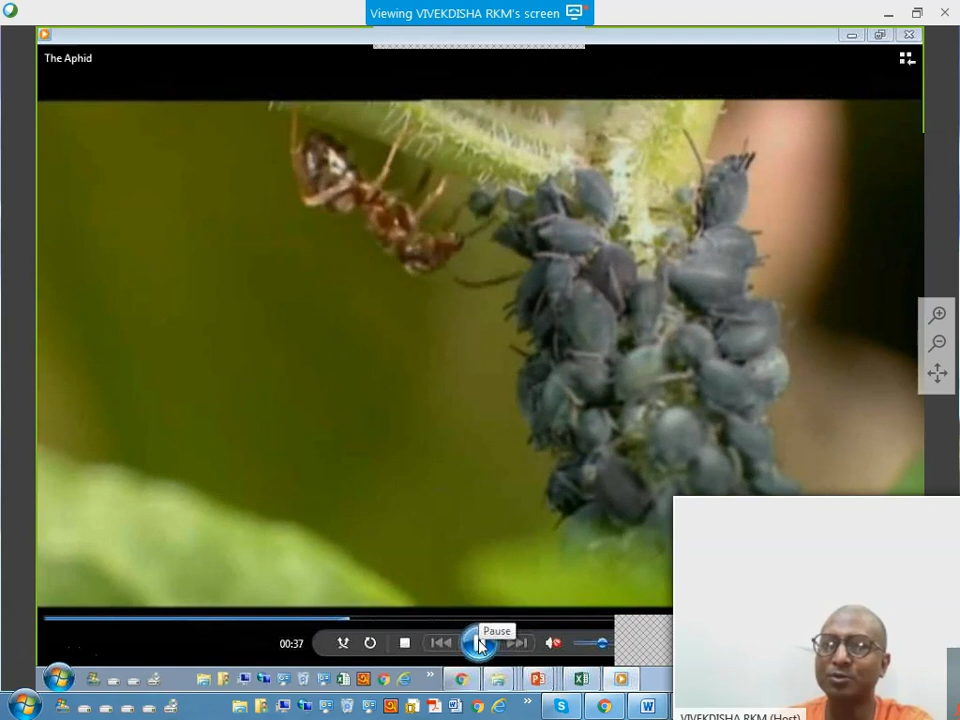 Viewing VIVEKDISHA RKM's screen
The Aphid
Pause
00:37
VIVEKDISHA RKM (Host)